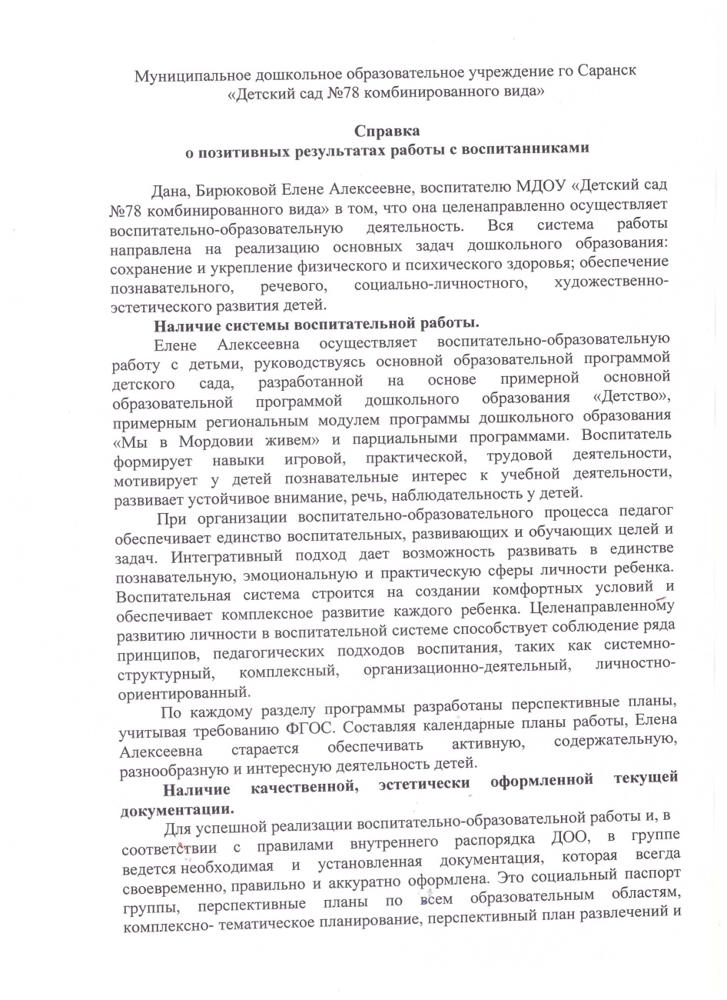 Муниципальное дошкольное образовательное учреждение го Саранск
«Детский сад №78 комбинированного вида»
Справка
о позитивных результатах работы с воспитанниками
Дана, Бирюковой Елене Алексеевне, воспитателю МДОУ «Детский сад
№78 комбинированного вида» в том, что она целенаправленно осуществляет
воспитательно-образовательную деятельность. Вся система работы
направлена на реализацию основных задач дошкольного образования:
сохранение и укрепление физического и психического здоровья; обеспечение
познавательного, речевого, социально-личностного, художественно-
эстетического развития детей.
Наличие системы воспитательной работы.
Елене Алексеевна осуществляет воспитательно-образовательную
работу с детьми, руководствуясь основной образовательной программой
детского сада, разработанной на основе примерной основной
образовательной программой дошкольного образования «Детство»,
примерным региональным модулем программы дошкольного образования
«Мы в Мордовии живем» и парциальными программами. Воспитатель
формирует навыки игровой, практической, трудовой деятельности,
мотивирует у детей познавательные интерес к учебной деятельности,
развивает устойчивое внимание, речь, наблюдательность у детей.
При организации воспитательно-образовательного процесса педагог
обеспечивает единство воспитательных, развивающих и обучающих целей и
задач. Интегративный подход дает возможность развивать в единстве
познавательную, эмоциональную и практическую сферы личности ребенка.
Воспитательная система строится на создании комфортных условий и
обеспечивает комплексное развитие каждого ребенка. Целенаправленному
развитию личности в воспитательной системе способствует соблюдение ряда
принципов, педагогических подходов воспитания, таких как системно-
структурный, комплексный, организационно-деятельный, личностно-
ориентированный.
По каждому разделу программы разработаны перспективные планы,
учитывая требованию ФГОС. Составляя календарные планы работы, Елена
Алексеевна старается обеспечивать активную, содержательную,
разнообразную и интересную деятельность детей.
Наличие качественной, эстетически оформленной текущей
документации.
Для успешной реализации воспитательно-образовательной работы и, в
соответствии с правилами внутреннего распорядка ДОО, в группе
ведется необходимая и установленная документация, которая всегда
своевременно, правильно и аккуратно оформлена. Это социальный паспорт
группы, перспективные планы по всем образовательным областям,
комплексно- тематическое планирование, перспективный план развлечений и